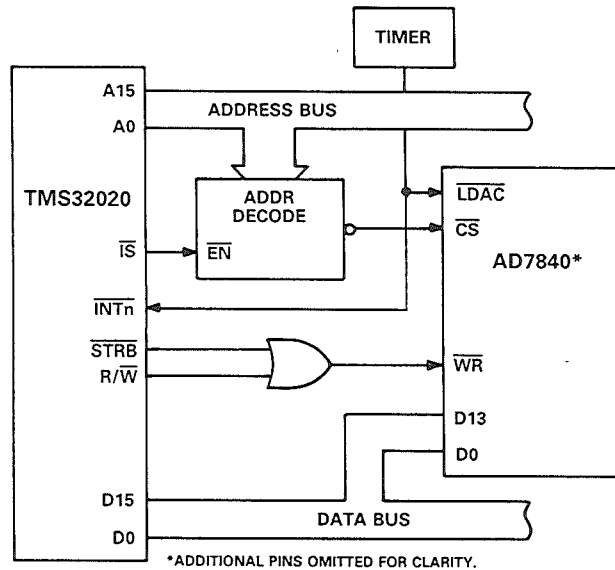 TIMER
A15
ADDRESS BUS
A0
TMS32020
ADDR
DECODE
LDAC
CS
AD7840*
IS
EN
INTn
STRB
R/W
WR
D13
D0
D15
DATA BUS
D0
*ADDITIONAL PINS OMITTED FOR CLARITY.